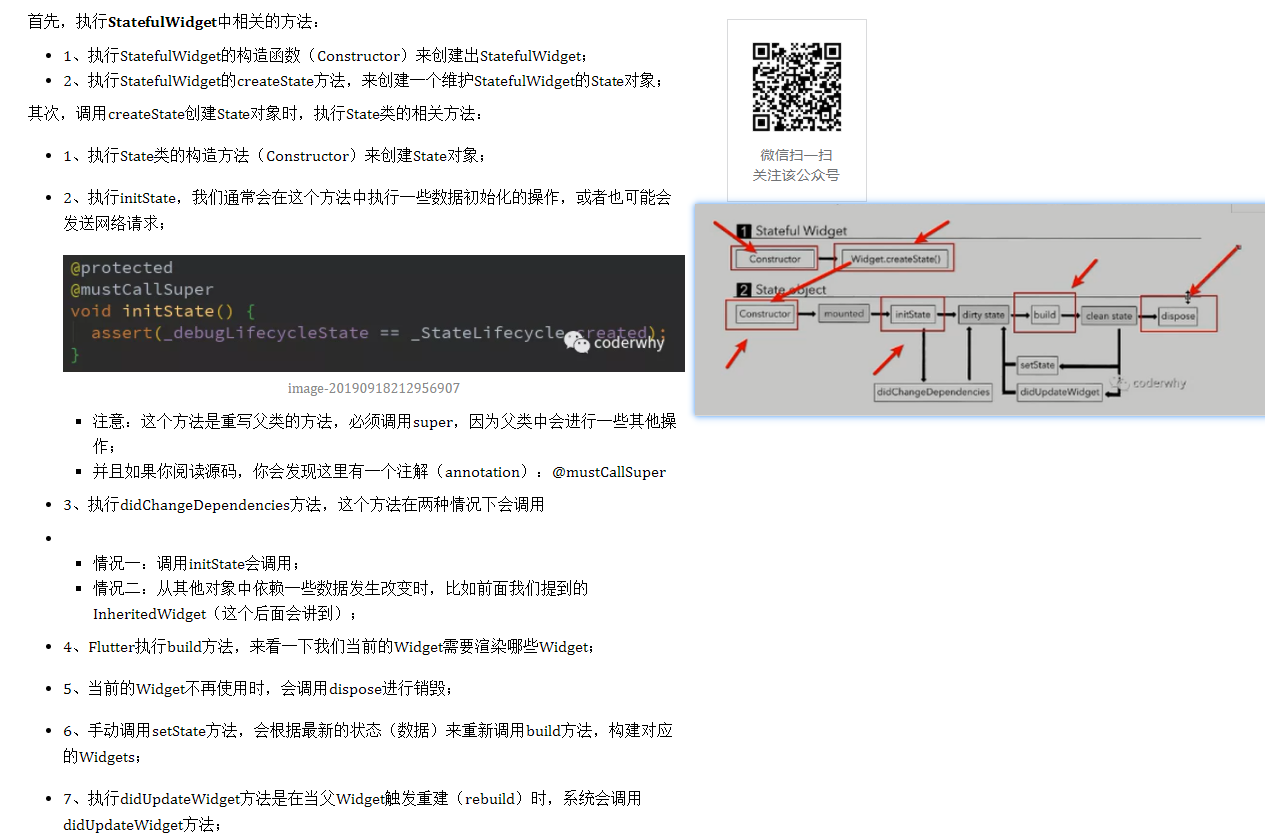 首先，执行StatefulWidget中相关的方法：
• 1、执行StatefulWidget的构造函数（Constructor）来创建出StatefulWidget；
• 2、执行StatefulWidget的createState方法，来创建一个维护StatefulWidget的State对象；
其次，调用createState创建State对象时，执行State类的相关方法：
• 1、执行State类的构造方法（Constructor）来创建State对象；
• 2、执行initState，我们通常会在这个方法中执行一些数据初始化的操作，或者也可能会
发送网络请求；
@protected
@mustCallSuper
void initState() {
assert(_debugLifecycleState == _StateLifecycle.created);
}
coderwhy
image-20190918212956907
▪ 注意：这个方法是重写父类的方法，必须调用super，因为父类中会进行一些其他操
作；
▪ 并且如果你阅读源码，你会发现这里有一个注解（annotation）：@mustCallSuper
• 3、执行didChangeDependencies方法，这个方法在两种情况下会调用
•
▪ 情况一：调用initState会调用；
▪ 情况二：从其他对象中依赖一些数据发生改变时，比如前面我们提到的
InheritedWidget（这个后面会讲到）；
• 4、Flutter执行build方法，来看一下我们当前的Widget需要渲染哪些Widget；
• 5、当前的Widget不再使用时，会调用dispose进行销毁；
• 6、手动调用setState方法，会根据最新的状态（数据）来重新调用build方法，构建对应
的Widgets；
• 7、执行didUpdateWidget方法是在当父Widget触发重建（rebuild）时，系统会调用
didUpdateWidget方法；
微信扫一扫
关注该公众号
1 Stateful Widget
Constructor
Widget.createState()
2 State object
Constructor
mounted
initState
dirty state
build
clean state
dispose
setState
didChangeDependencies
didUpdateWidget
coderwhy